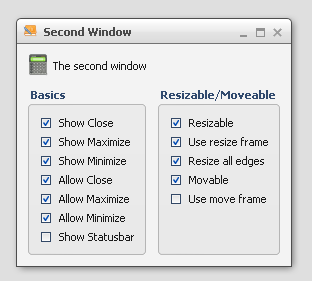 Second Window
The second window
Basics
Show Close
Show Maximize
Show Minimize
Allow Close
Allow Maximize
Allow Minimize
Show Statusbar
Resizable/Moveable
Resizable
Use resize frame
Resize all edges
Movable
Use move frame